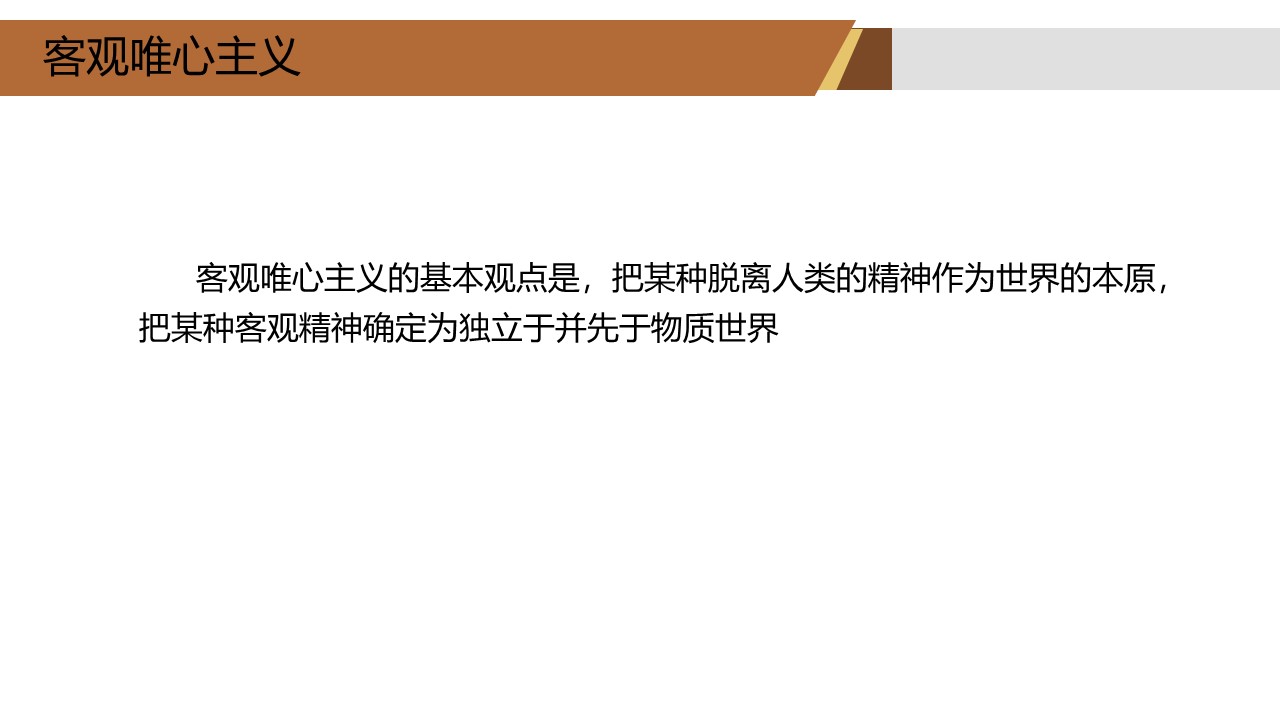 客观唯心主义
客观唯心主义的基本观点是，把某种脱离人类的精神作为世界的本原，
把某种客观精神确定为独立于并先于物质世界